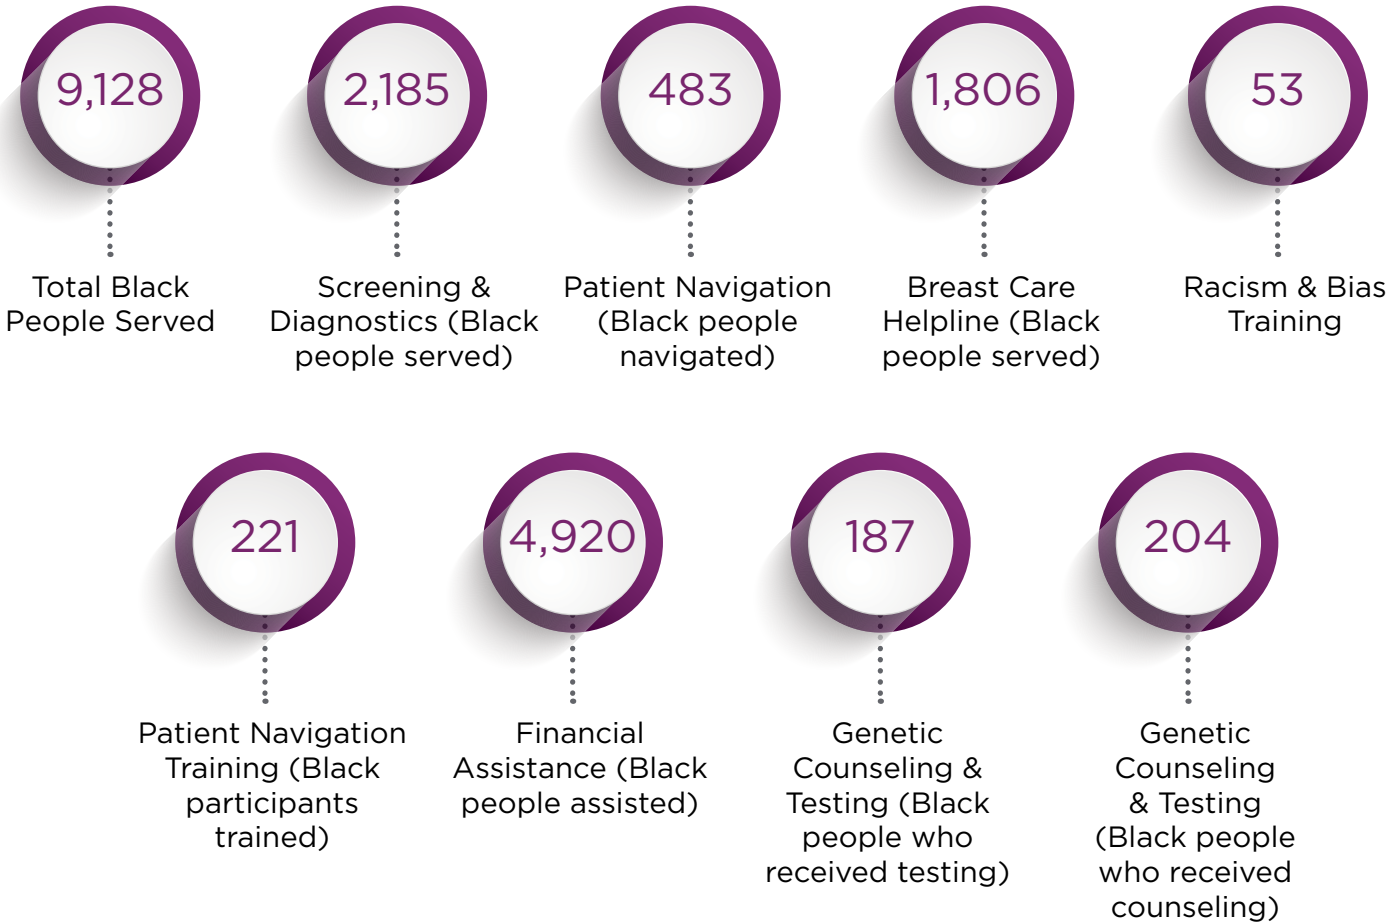 9,128
Total Black
People Served
2,185
Screening &
Diagnostics (Black
people served)
483
Patient Navigation
(Black people
navigated)
1,806
Breast Care
Helpline (Black
people served)
53
Racism & Bias
Training
221
Patient Navigation
Training (Black
participants
trained)
4,920
Financial
Assistance (Black
people assisted)
187
Genetic
Counseling &
Testing (Black
people who
received testing)
204
Genetic
Counseling
& Testing
(Black people
who received
counseling)